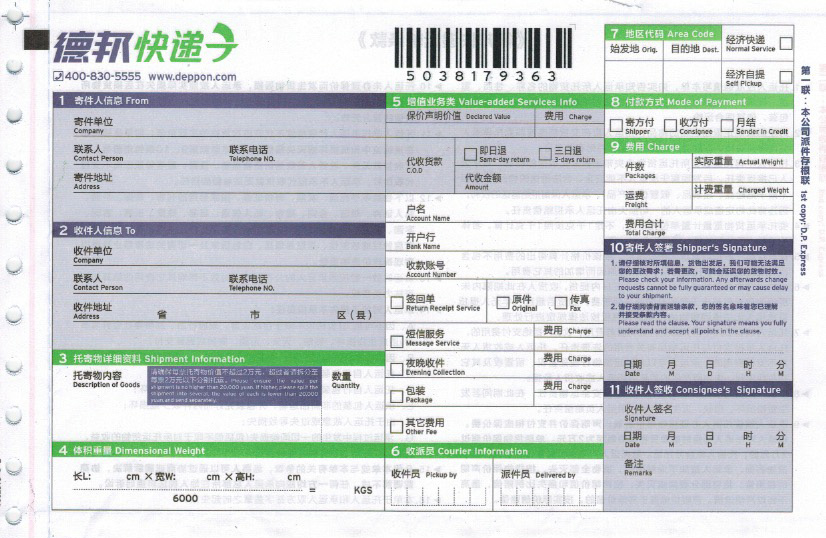 德邦快递
400-830-5555 www.deppon.com
5038179363
1 寄件人信息 From
寄件单位
Company
联系人 联系电话
Contact Person Telephone NO.
寄件地址
Address
2 收件人信息 To
收件单位
Company
联系人 联系电话
Contact Person Telephone NO.
收件地址 省 市 区(县)
Address
3 托寄物详细资料 Shipment Information
托寄物内容
Description of Goods
请确保每票托寄物价值不超过2万元,超过者请拆分至
每票2万元以下分别托运。Please ensure the value per
shipment is no higher than 20,000 yuan. If higher, please split the
shipment into several, the value of each is lower than 20,000
yuan and send separately.
数量
Quantity
4 体积重量 Dimensional Weight
长L: cm × 宽W: cm × 高H: cm
6000
= KGS
5 增值业务类 Value-added Services Info
保价声明价值 Declared Value 费用 Charge
代收货款
C.O.D
即日退
Same-day return
三日退
3-days return
代收金额
Amount
户名
Account Name
开户行
Bank Name
收款账号
Account Number
签回单
Return Receipt Service
原件
Original
传真
Fax
短信服务
Message Service
费用 Charge
夜晚收件
Evening Collection
费用 Charge
包装
Package
费用 Charge
其它费用
Other Fee
6 收派员 Courier Information
收件员 Pickup by 派件员 Delivered by
7 地区代码 Area Code
始发地 Orig. 目的地 Dest.
经济快递
Normal Service
经济自提
Self Pickup
8 付款方式 Mode of Payment
寄方付
Shipper
收方付
Consignee
月结
Sender in Credit
9 费用 Charge
件数
Packages
实际重量 Actual Weight
运费
Freight
计费重量 Charged Weight
费用合计
Total Charge
10 寄件人签署 Shipper's Signature
1. 请仔细核对所填信息,货物出发后,我们可能无法满足
您的更改需求;若需更改,可能会延误您的货物时效。
Please check your information. Any afterwards change
requests cannot be fully guaranteed or may cause delay
to your shipment.
2. 请仔细阅读背面运输条款,您的签名意味着您已理解
并接受条款内容。
Please read the clause. Your signature means you fully
understand and accept all points in the clause.
日期 月 日 时 分
Date M D H M
11 收件人签收 Consignee's Signature
收件人签名
Signature
日期 月 日 时 分
Date M D H M
备注
Remarks
第一联:本公司派件存根联 1st copy: D.P. Express